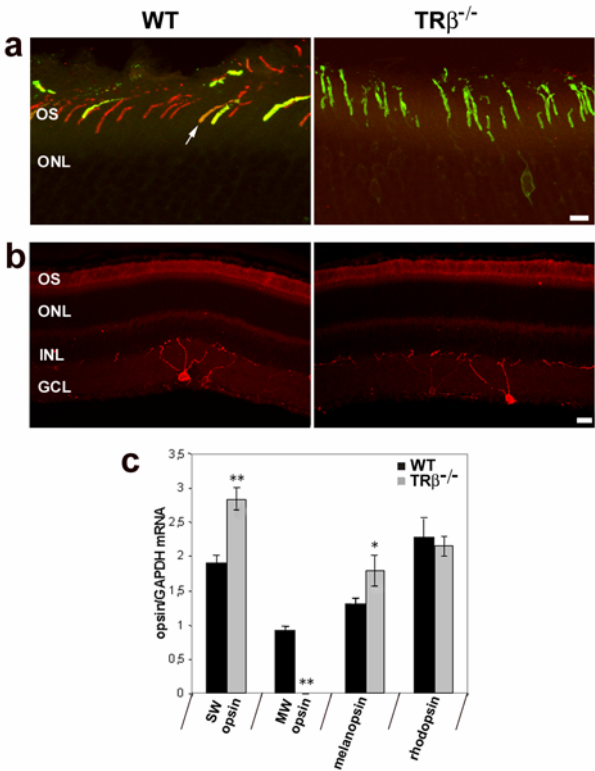 WT
TRβ-/-
a
OS
ONL
b
OS
ONL
INL
GCL
c
WT
TRβ-/-
opsin/GAPDH mRNA
3,5
3
2,5
2
1,5
1
0,5
0
**
**
*
SW
opsin
MW
opsin
melanopsin
rhodopsin